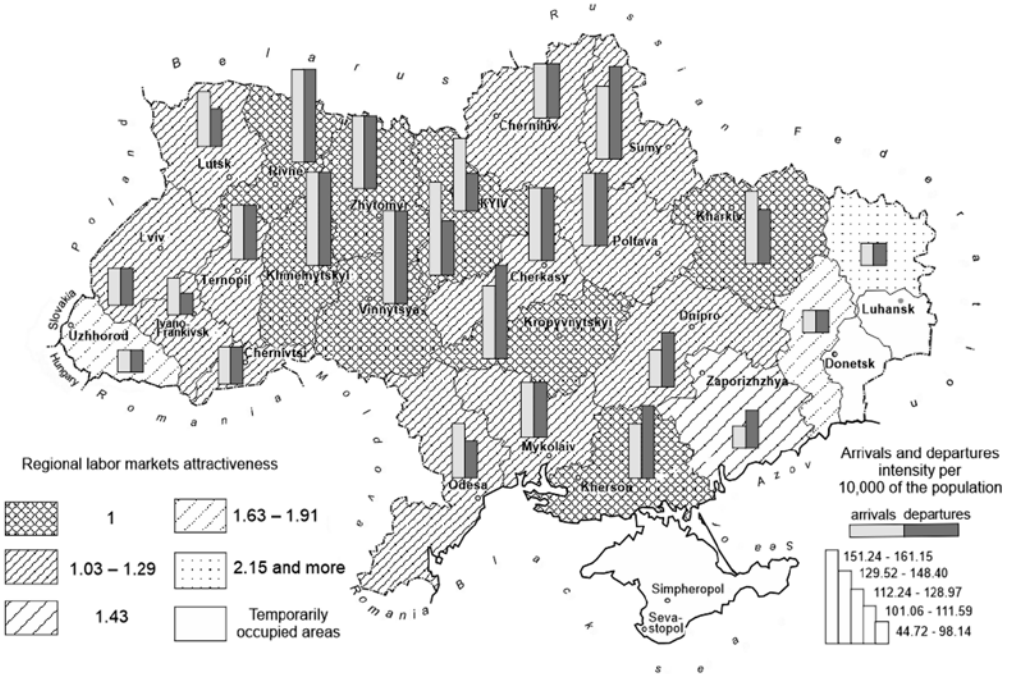 Russian Federation
Belarus
Poland
Chernihiv
Lutsk
Rivne
Sumy
Zhytomyr
KYIV
Kharkiv
Lviv
Poltava
Ternopil
Khmelnytskyi
Cherkasy
Slovakia
Vinnytsya
Luhansk
Ivano
Frankivsk
Kropyvnytskyi
Dnipro
Uzhhorod
Chernivtsi
Donetsk
Hungary
Zaporizhzhya
Romania
Moldova
Mykolaiv
Odesa
Kherson
Sea of Azov
Romania
Black sea
Simpheropol
Seva-
stopol
Regional labor markets attractiveness
1
1.63 – 1.91
1.03 – 1.29
2.15 and more
1.43
Temporarily
occupied areas
Arrivals and departures
intensity per
10,000 of the population
arrivals departures
151.24 - 161.15
129.52 - 148.40
112.24 - 128.97
101.06 - 111.59
44.72 - 98.14